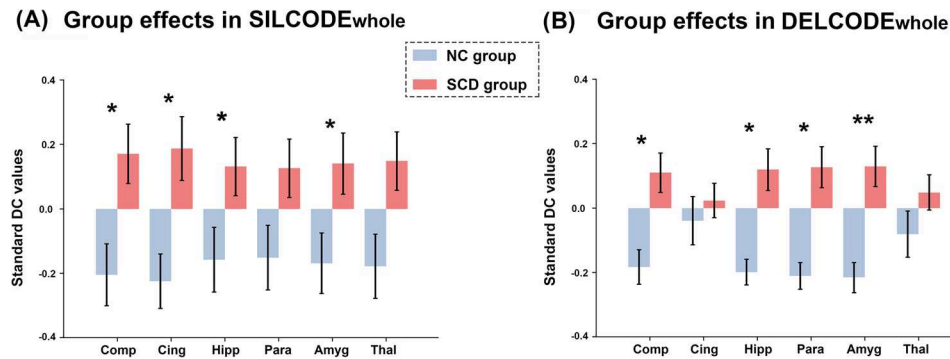 (A) Group effects in SILCODEwhole
(B) Group effects in DELCODEwhole
NC group
SCD group
Standard DC values
0.4
0.2
0.0
-0.2
-0.4
* * * *
Comp Cing Hipp Para Amyg Thal
Standard DC values
0.4
0.2
0.0
-0.2
-0.4
* * * **
Comp Cing Hipp Para Amyg Thal